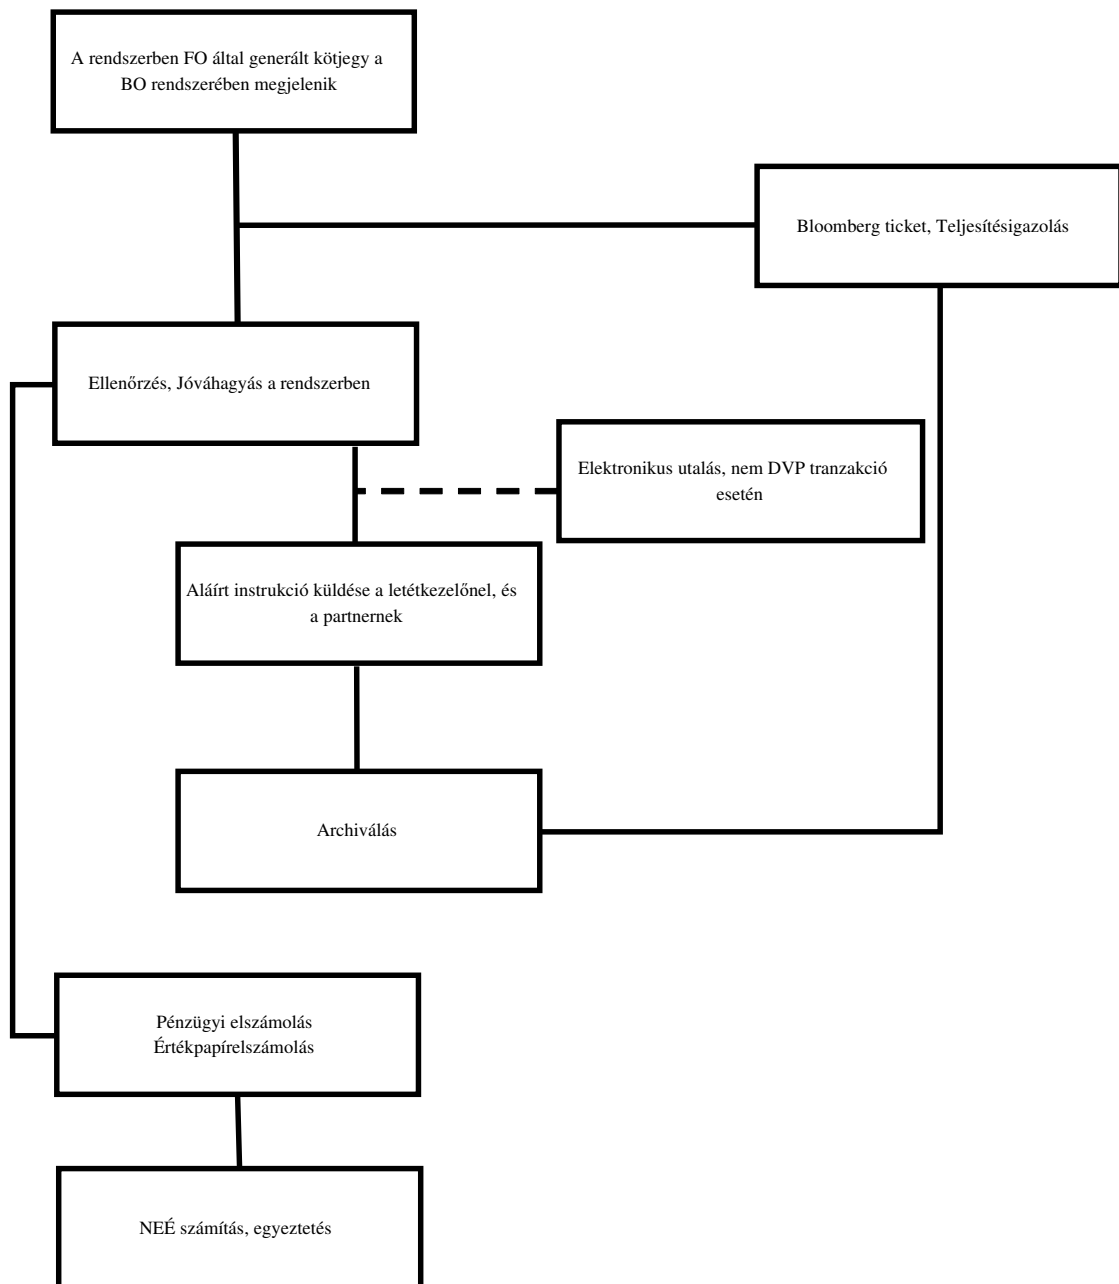 A rendszerben FO által generált kötjegy a
BO rendszerében megjelenik
Bloomberg ticket, Teljesítésigazolás
Ellenőrzés, Jóváhagyás a rendszerben
Elektronikus utalás, nem DVP tranzakció
esetén
Aláírt instrukció küldése a letétkezelőnel, és
a partnernek
Archiválás
Pénzügyi elszámolás
Értékpapírelszámolás
NEÉ számítás, egyeztetés